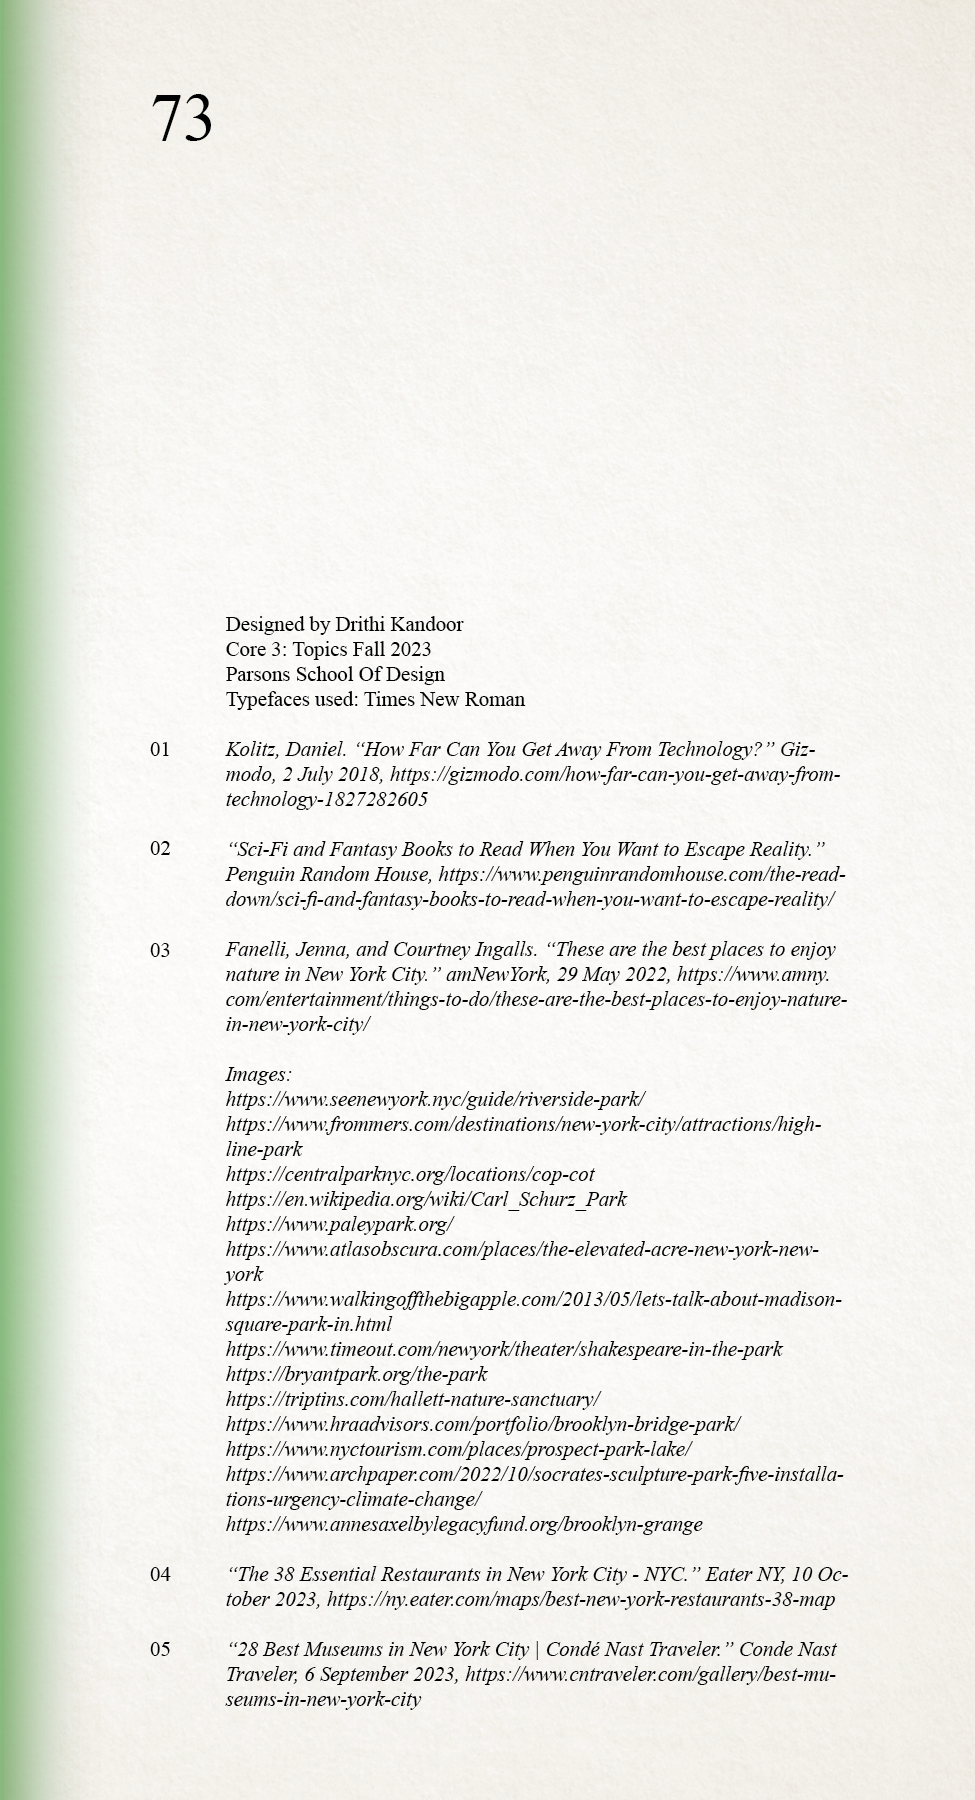 73
Designed by Drithi Kandoor
Core 3: Topics Fall 2023
Parsons School Of Design
Typefaces used: Times New Roman
01 Kolitz, Daniel. “How Far Can You Get Away From Technology?” Giz-
modo, 2 July 2018, https://gizmodo.com/how-far-can-you-get-away-from-
technology-1827282605
02 “Sci-Fi and Fantasy Books to Read When You Want to Escape Reality.”
Penguin Random House, https://www.penguinrandomhouse.com/the-read-
down/sci-fi-and-fantasy-books-to-read-when-you-want-to-escape-reality/
03 Fanelli, Jenna, and Courtney Ingalls. “These are the best places to enjoy
nature in New York City.” amNewYork, 29 May 2022, https://www.amny.
com/entertainment/things-to-do/these-are-the-best-places-to-enjoy-nature-
in-new-york-city/
Images:
https://www.seenewyork.nyc/guide/riverside-park/
https://www.frommers.com/destinations/new-york-city/attractions/high-
line-park
https://centralparknyc.org/locations/cop-cot
https://en.wikipedia.org/wiki/Carl_Schurz_Park
https://www.paleypark.org/
https://www.atlasobscura.com/places/the-elevated-acre-new-york-new-
york
https://www.walkingoffthebigapple.com/2013/05/lets-talk-about-madison-
square-park-in.html
https://www.timeout.com/newyork/theater/shakespeare-in-the-park
https://bryantpark.org/the-park
https://triptins.com/hallett-nature-sanctuary/
https://www.hraadvisors.com/portfolio/brooklyn-bridge-park/
https://www.nyctourism.com/places/prospect-park-lake/
https://www.archpaper.com/2022/10/socrates-sculpture-park-five-installa-
tions-urgency-climate-change/
https://www.annesaxelbylegacyfund.org/brooklyn-grange
04 “The 38 Essential Restaurants in New York City - NYC.” Eater NY, 10 Oc-
tober 2023, https://ny.eater.com/maps/best-new-york-restaurants-38-map
05 “28 Best Museums in New York City | Condé Nast Traveler.” Conde Nast
Traveler, 6 September 2023, https://www.cntraveler.com/gallery/best-mu-
seums-in-new-york-city